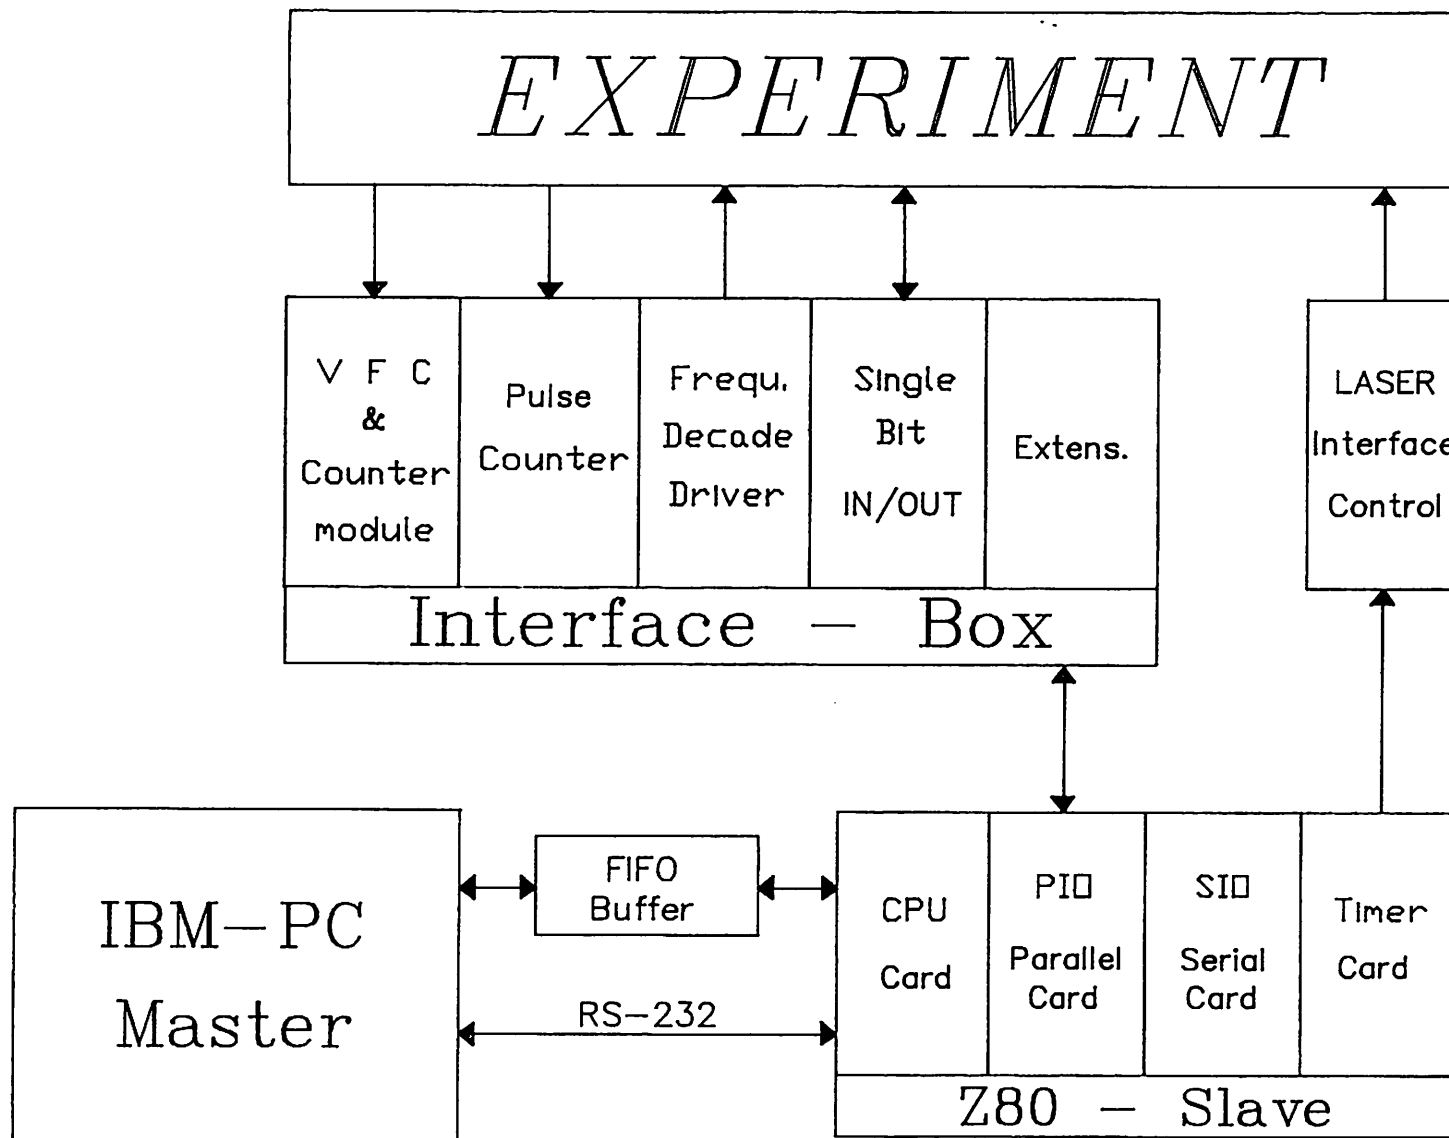 EXPERIMENT
V F C
&
Counter
module
Pulse
Counter
Frequ.
Decade
Driver
Single
Bit
IN/OUT
Extens.
LASER
Interface
Control
Interface - Box
IBM-PC
Master
FIFO
Buffer
RS-232
CPU
Card
PIO
Parallel
Card
SIO
Serial
Card
Timer
Card
Z80 - Slave